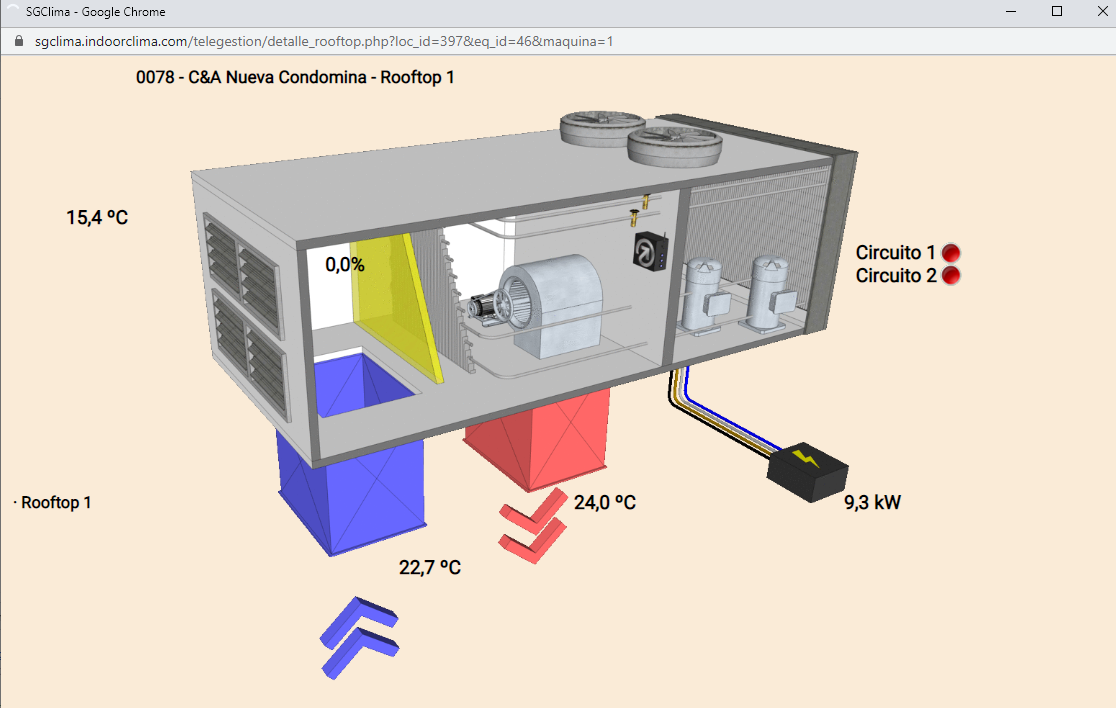 SGClima - Google Chrome
sgclima.indoorclima.com/telegestion/detalle_rooftop.php?loc_id=397&eq_id=46&maquina=1
0078 - C&A Nueva Condomina - Rooftop 1
15,4 ºC
0,0%
Circuito 1
Circuito 2
· Rooftop 1
24,0 ºC
9,3 kW
22,7 ºC